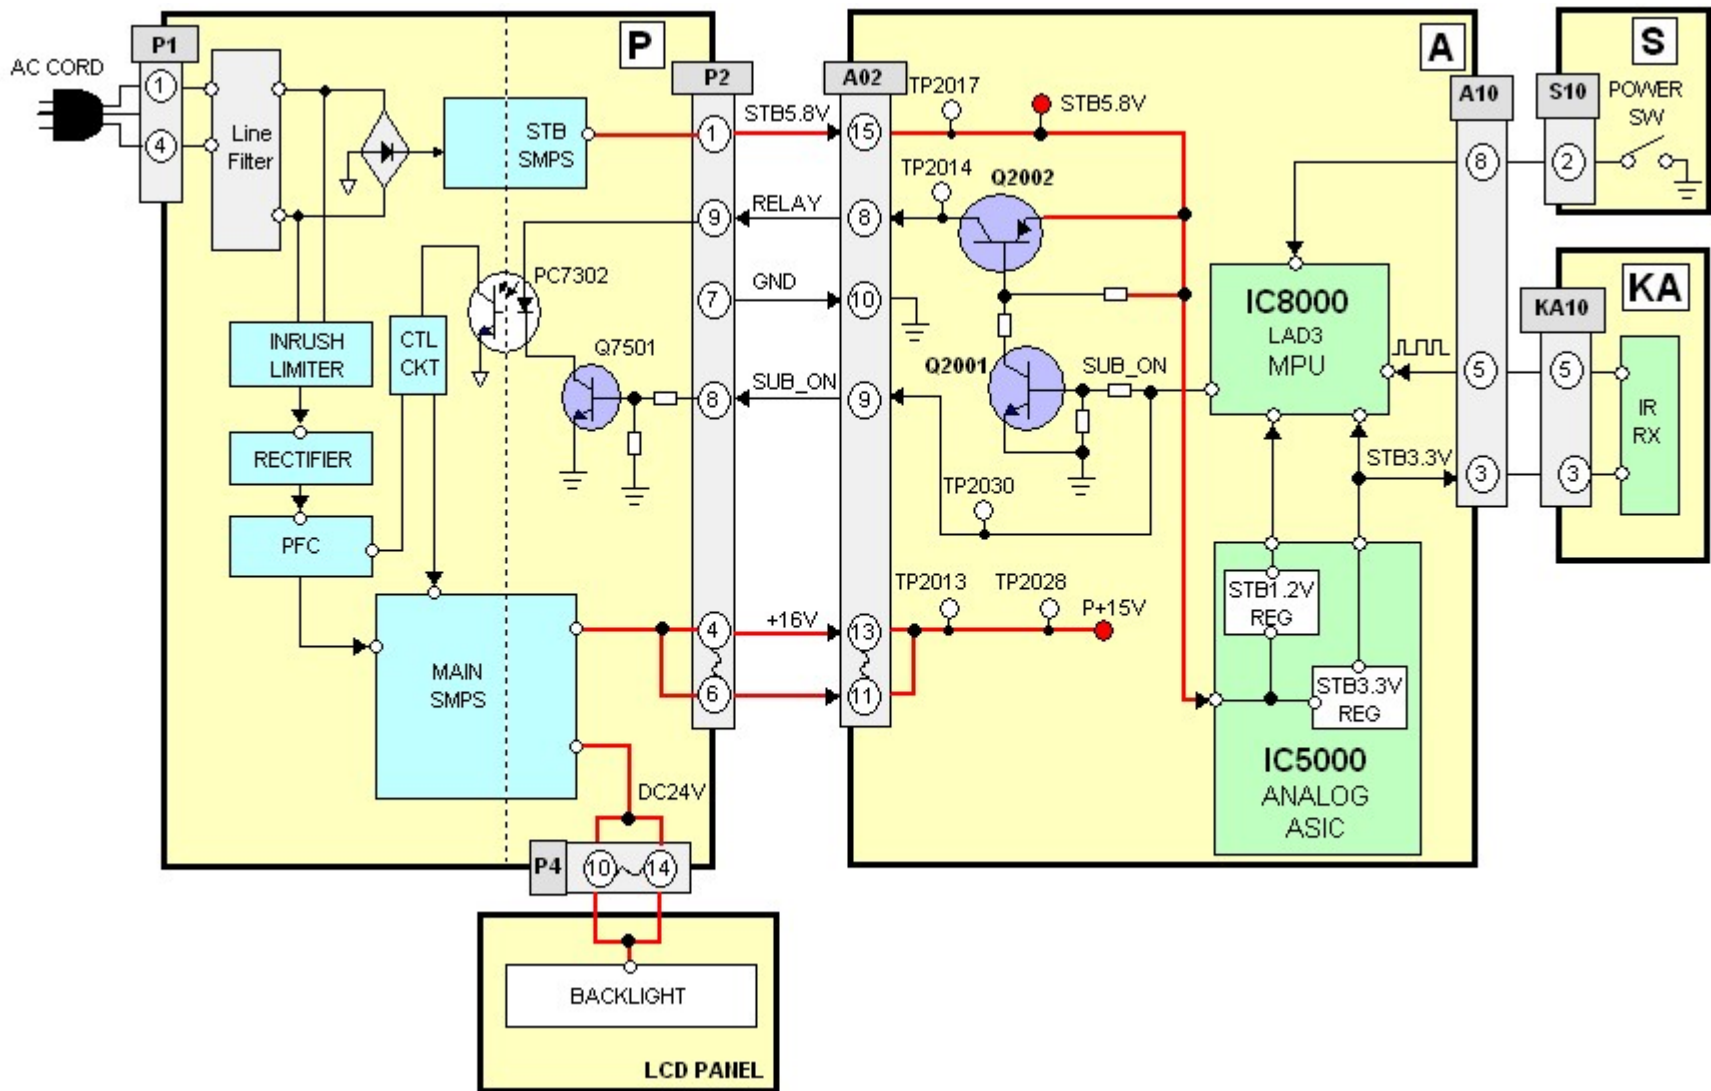 P1
P
P2
A02
A
A10
S10
S
AC CORD
1
4
Line
Filter
STB
SMPS
1
STB5.8V
15
TP2017
STB5.8V
POWER
SW
8
2
TP2014
Q2002
9
RELAY
8
PC7302
7
GND
10
IC8000
LAD3
MPU
KA10
KA
INRUSH
LIMITER
CTL
CKT
Q7501
Q2001
SUB_ON
5
5
8
SUB_ON
9
IR
RX
RECTIFIER
STB3.3V
3
3
TP2030
PFC
TP2013
TP2028
P+15V
STB1.2V
REG
4
+16V
13
MAIN
SMPS
6
11
STB3.3V
REG
IC5000
ANALOG
ASIC
DC24V
P4
10
14
BACKLIGHT
LCD PANEL